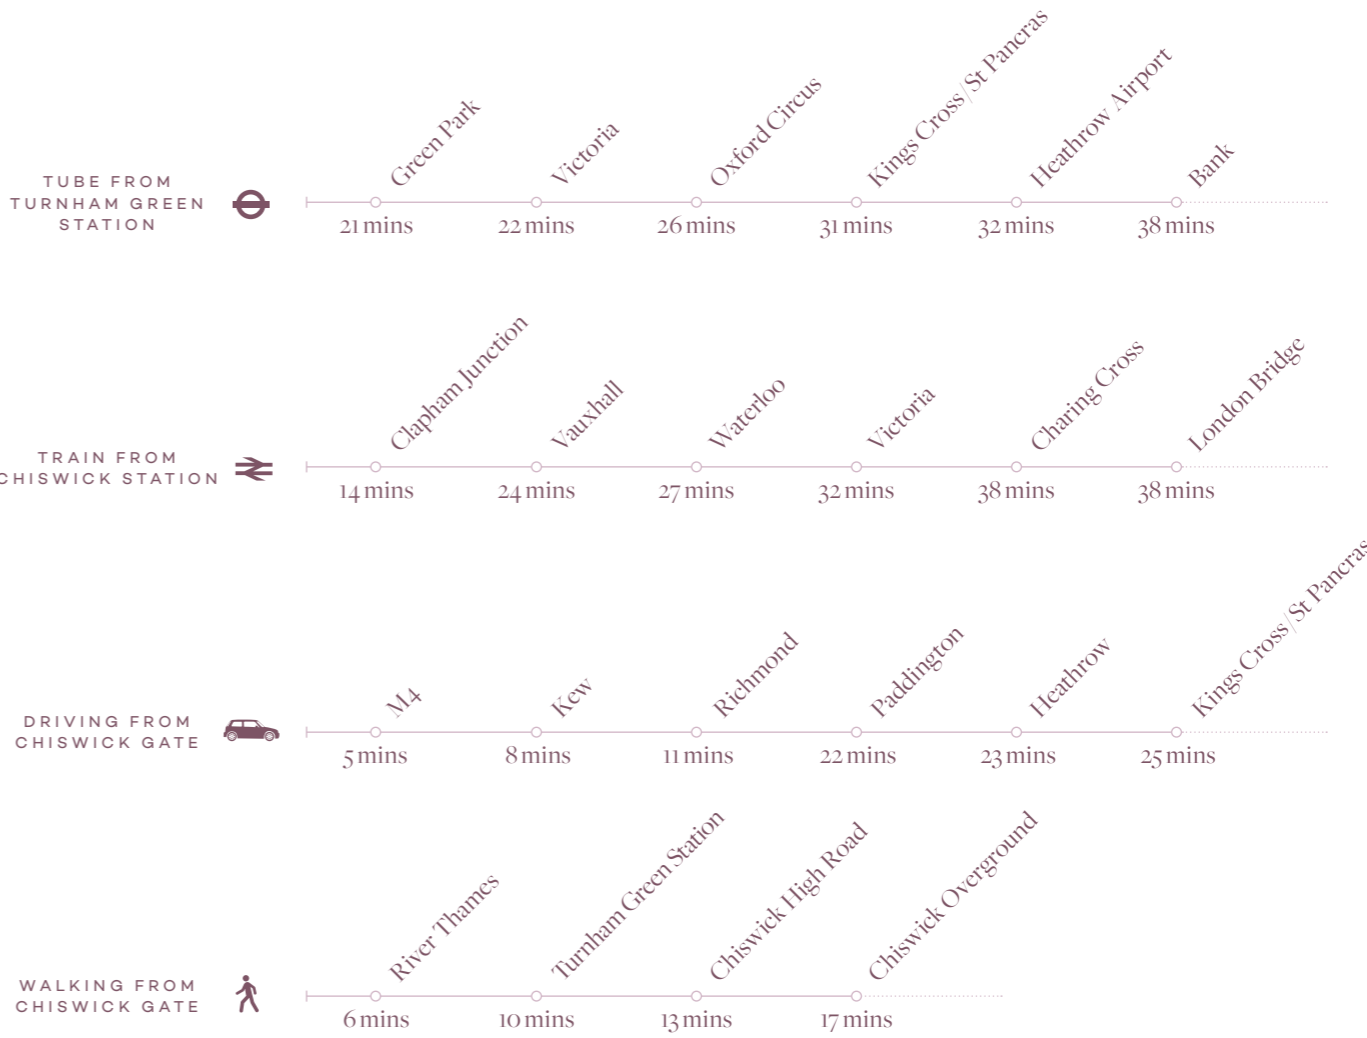 TUBE FROM
TURNHAM GREEN
STATION
Green Park
Victoria
Oxford Circus
Kings Cross/St Pancras
Heathrow Airport
Bank
21 mins
22 mins
26 mins
31 mins
32 mins
38 mins
TRAIN FROM
CHISWICK STATION
Clapham Junction
Vauxhall
Waterloo
Victoria
Charing Cross
London Bridge
14 mins
24 mins
27 mins
32 mins
38 mins
38 mins
DRIVING FROM
CHISWICK GATE
M4
Kew
Richmond
Paddington
Heathrow
Kings Cross/St Pancras
5 mins
8 mins
11 mins
22 mins
23 mins
25 mins
WALKING FROM
CHISWICK GATE
River Thames
Turnham Green Station
Chiswick High Road
Chiswick Overground
6 mins
10 mins
13 mins
17 mins